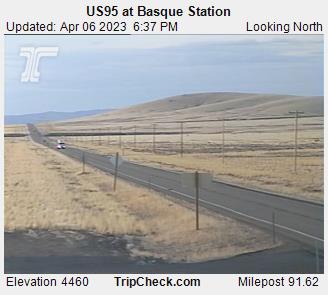 US95 at Basque Station
Updated: Apr 06 2023 6:37 PM Looking North
Elevation 4460 TripCheck.com Milepost 91.62